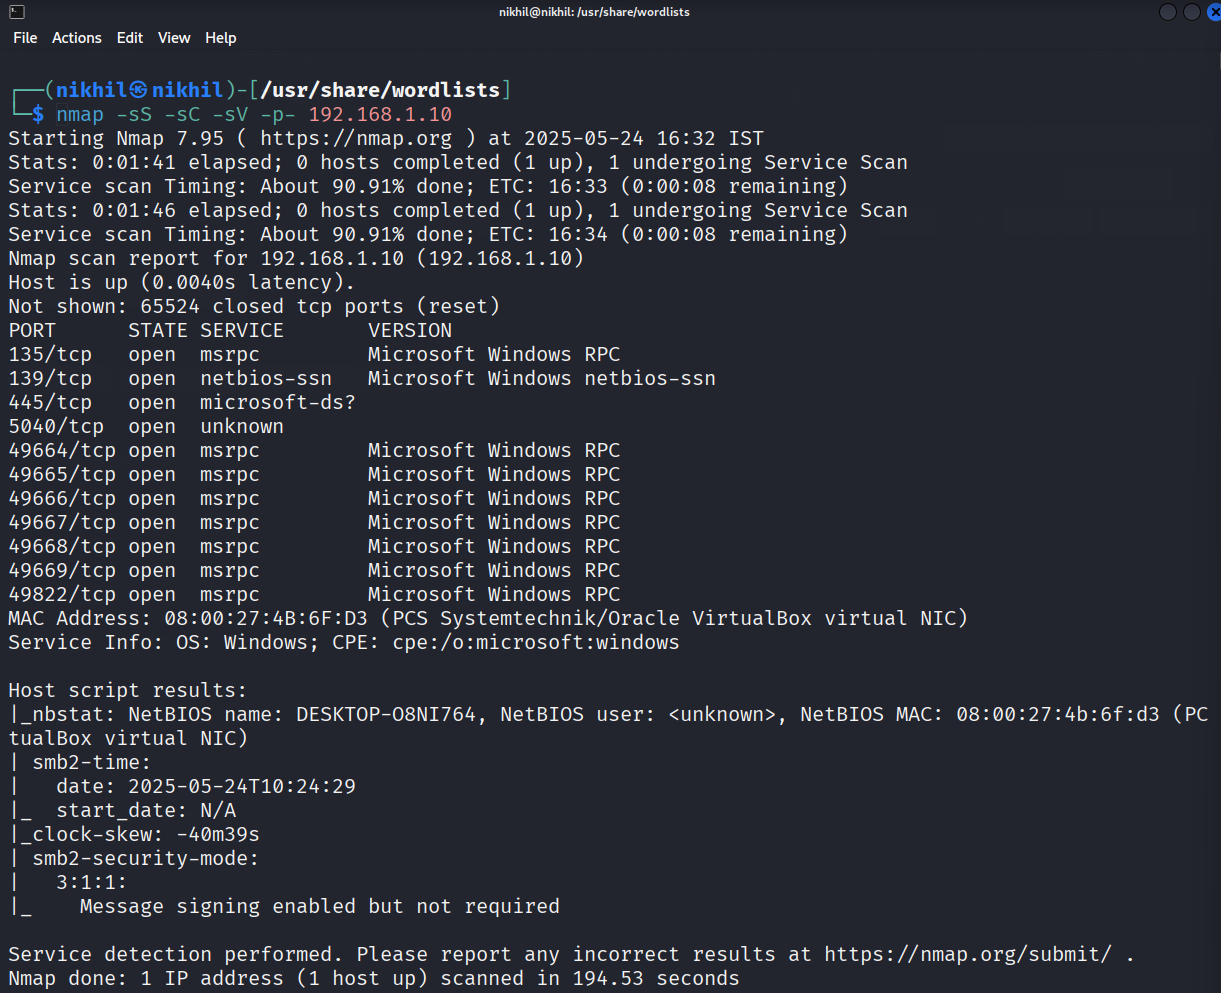 nikhil@nikhil: /usr/share/wordlists
File Actions Edit View Help
┌──(nikhil㉿nikhil)-[/usr/share/wordlists]
└─$ nmap -sS -sC -sV -p- 192.168.1.10
Starting Nmap 7.95 ( https://nmap.org ) at 2025-05-24 16:32 IST
Stats: 0:01:41 elapsed; 0 hosts completed (1 up), 1 undergoing Service Scan
Service scan Timing: About 90.91% done; ETC: 16:33 (0:00:08 remaining)
Stats: 0:01:46 elapsed; 0 hosts completed (1 up), 1 undergoing Service Scan
Service scan Timing: About 90.91% done; ETC: 16:34 (0:00:08 remaining)
Nmap scan report for 192.168.1.10 (192.168.1.10)
Host is up (0.0040s latency).
Not shown: 65524 closed tcp ports (reset)
PORT      STATE SERVICE       VERSION
135/tcp   open  msrpc         Microsoft Windows RPC
139/tcp   open  netbios-ssn   Microsoft Windows netbios-ssn
445/tcp   open  microsoft-ds?
5040/tcp  open  unknown
49664/tcp open  msrpc         Microsoft Windows RPC
49665/tcp open  msrpc         Microsoft Windows RPC
49666/tcp open  msrpc         Microsoft Windows RPC
49667/tcp open  msrpc         Microsoft Windows RPC
49668/tcp open  msrpc         Microsoft Windows RPC
49669/tcp open  msrpc         Microsoft Windows RPC
49822/tcp open  msrpc         Microsoft Windows RPC
MAC Address: 08:00:27:4B:6F:D3 (PCS Systemtechnik/Oracle VirtualBox virtual NIC)
Service Info: OS: Windows; CPE: cpe:/o:microsoft:windows
Host script results:
|_nbstat: NetBIOS name: DESKTOP-O8NI764, NetBIOS user: <unknown>, NetBIOS MAC: 08:00:27:4b:6f:d3 (PC
tualBox virtual NIC)
| smb2-time:
|   date: 2025-05-24T10:24:29
|_  start_date: N/A
|_clock-skew: -40m39s
| smb2-security-mode:
|   3:1:1:
|_    Message signing enabled but not required
Service detection performed. Please report any incorrect results at https://nmap.org/submit/ .
Nmap done: 1 IP address (1 host up) scanned in 194.53 seconds